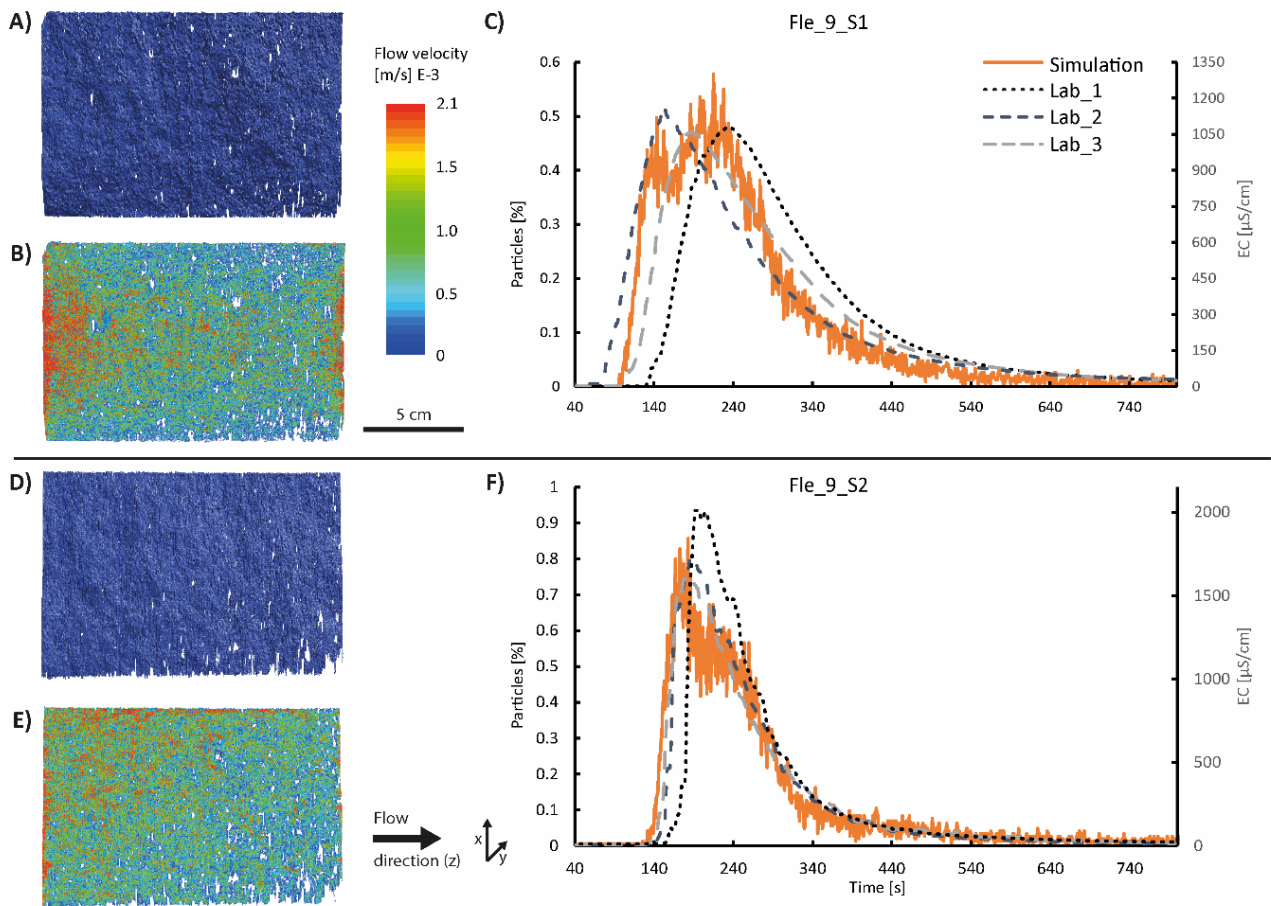 A)
Flow velocity
[m/s] E-3
2.1
1.5
1.0
0.5
0
B)
5 cm
C)
Fle_9_S1
Simulation
Lab_1
Lab_2
Lab_3
Particles [%]
0.6
0.5
0.4
0.3
0.2
0.1
0
EC [µS/cm]
1350
1200
1050
900
750
600
450
300
150
0
40 140 240 340 440 540 640 740
D)
E)
Flow
direction (z)
x
y
F)
Fle_9_S2
Particles [%]
1
0.9
0.8
0.7
0.6
0.5
0.4
0.3
0.2
0.1
0
EC [µS/cm]
2000
1500
1000
500
0
40 140 240 340 440 540 640 740
Time [s]